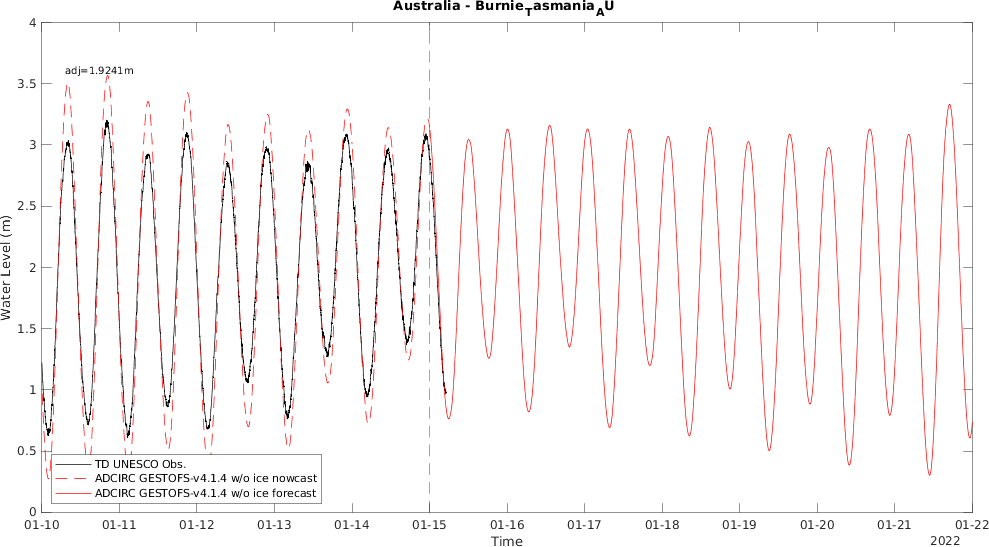 Australia - BurnieTasmaniaAU
adj=1.9241m
Water Level (m)
4
3.5
3
2.5
2
1.5
1
0.5
0
TD UNESCO Obs.
ADCIRC GESTOFS-v4.1.4 w/o ice nowcast
ADCIRC GESTOFS-v4.1.4 w/o ice forecast
01-10 01-11 01-12 01-13 01-14 01-15 01-16 01-17 01-18 01-19 01-20 01-21 01-22
Time
2022